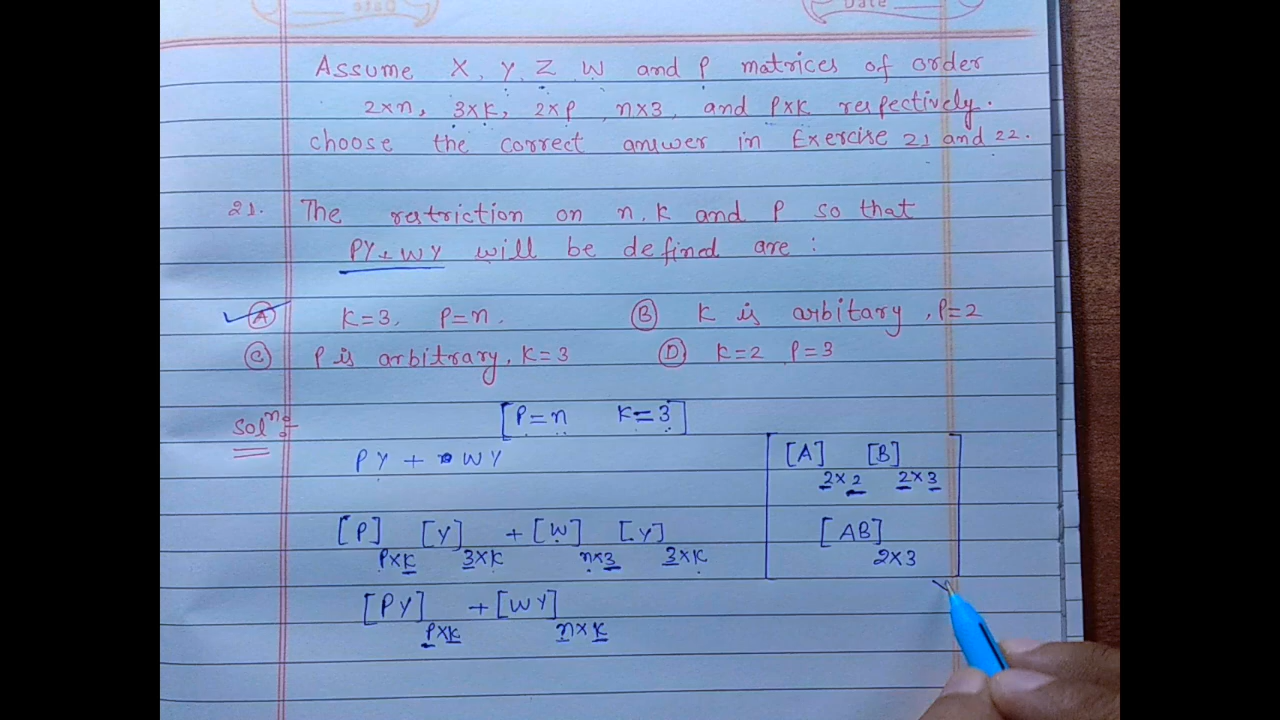 Date
Assume X, Y, Z, W and P matrices of order
2×n, 3×K, 2×p, n×3, and P×K respectively.
choose the correct answer in Exercise 21 and 22.
21. The restriction on n, k and p so that
PY+WY will be defined are :
(A) K=3, P=n. (B) K is arbitary, P=2
(C) P is arbitrary, K=3 (D) K=2 P=3
Solⁿ:- [P=n K=3]
PY + WY
[A]2×2 [B]2×3
[P]P×K [Y]3×K + [W]n×3 [Y]3×K
[AB]2×3
[PY]P×K + [WY]n×K